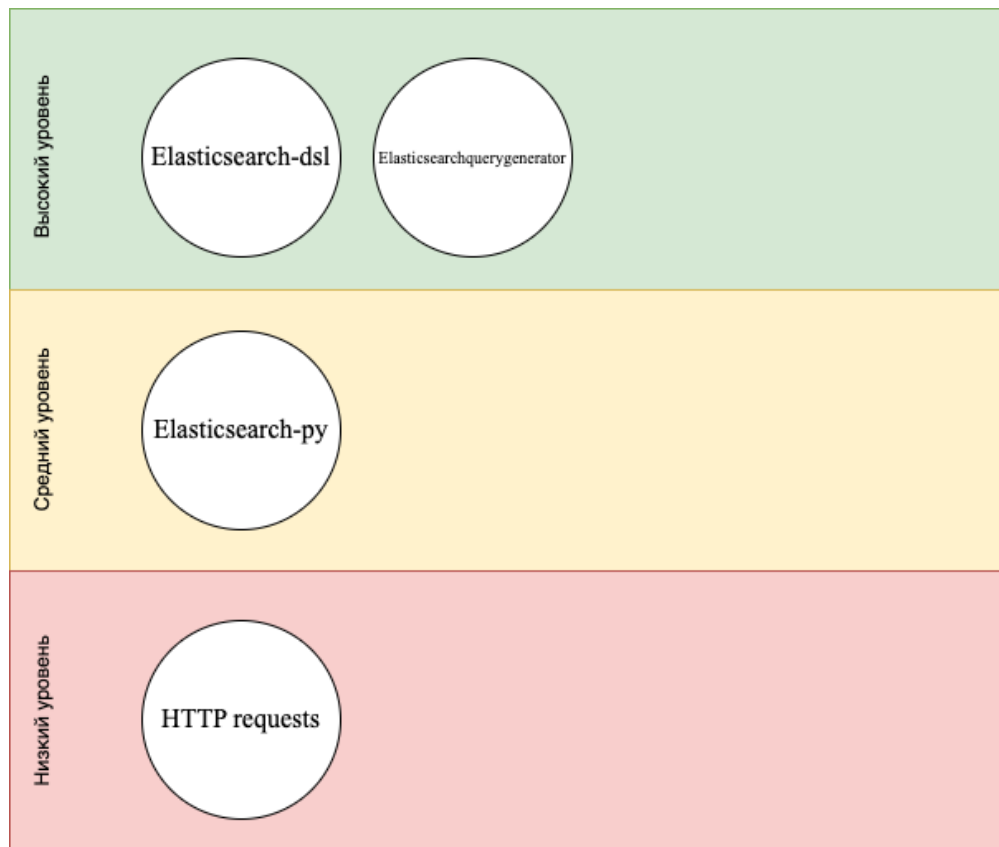 Высокий уровень
Elasticsearch-dsl
Elasticsearchquerygenerator
Средний уровень
Elasticsearch-py
Низкий уровень
HTTP requests